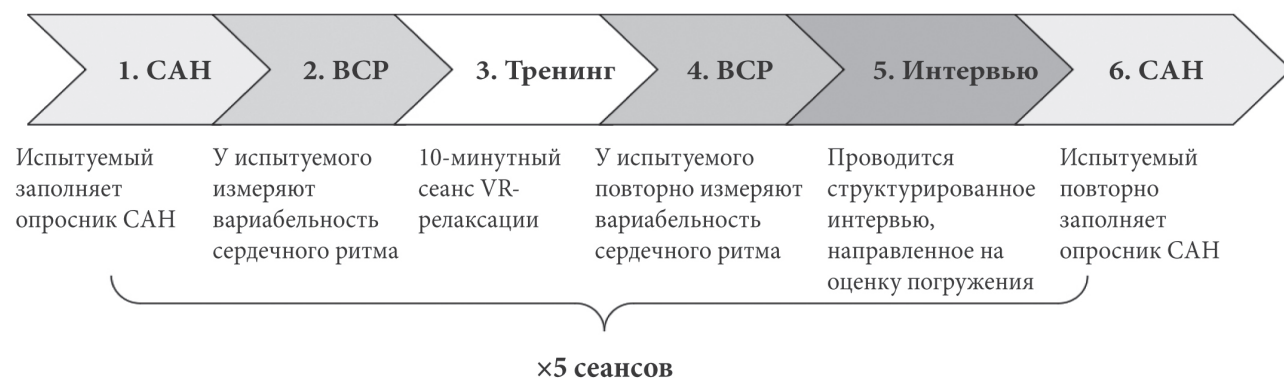 1. САН
2. ВСР
3. Тренинг
4. ВСР
5. Интервью
6. САН
Испытуемый
заполняет
опросник САН
У испытуемого
измеряют
вариабельность
сердечного ритма
10-минутный
сеанс VR-
релаксации
У испытуемого
повторно измеряют
вариабельность
сердечного ритма
Проводится
структурированное
интервью,
направленное на
оценку погружения
Испытуемый
повторно
заполняет
опросник САН
×5 сеансов